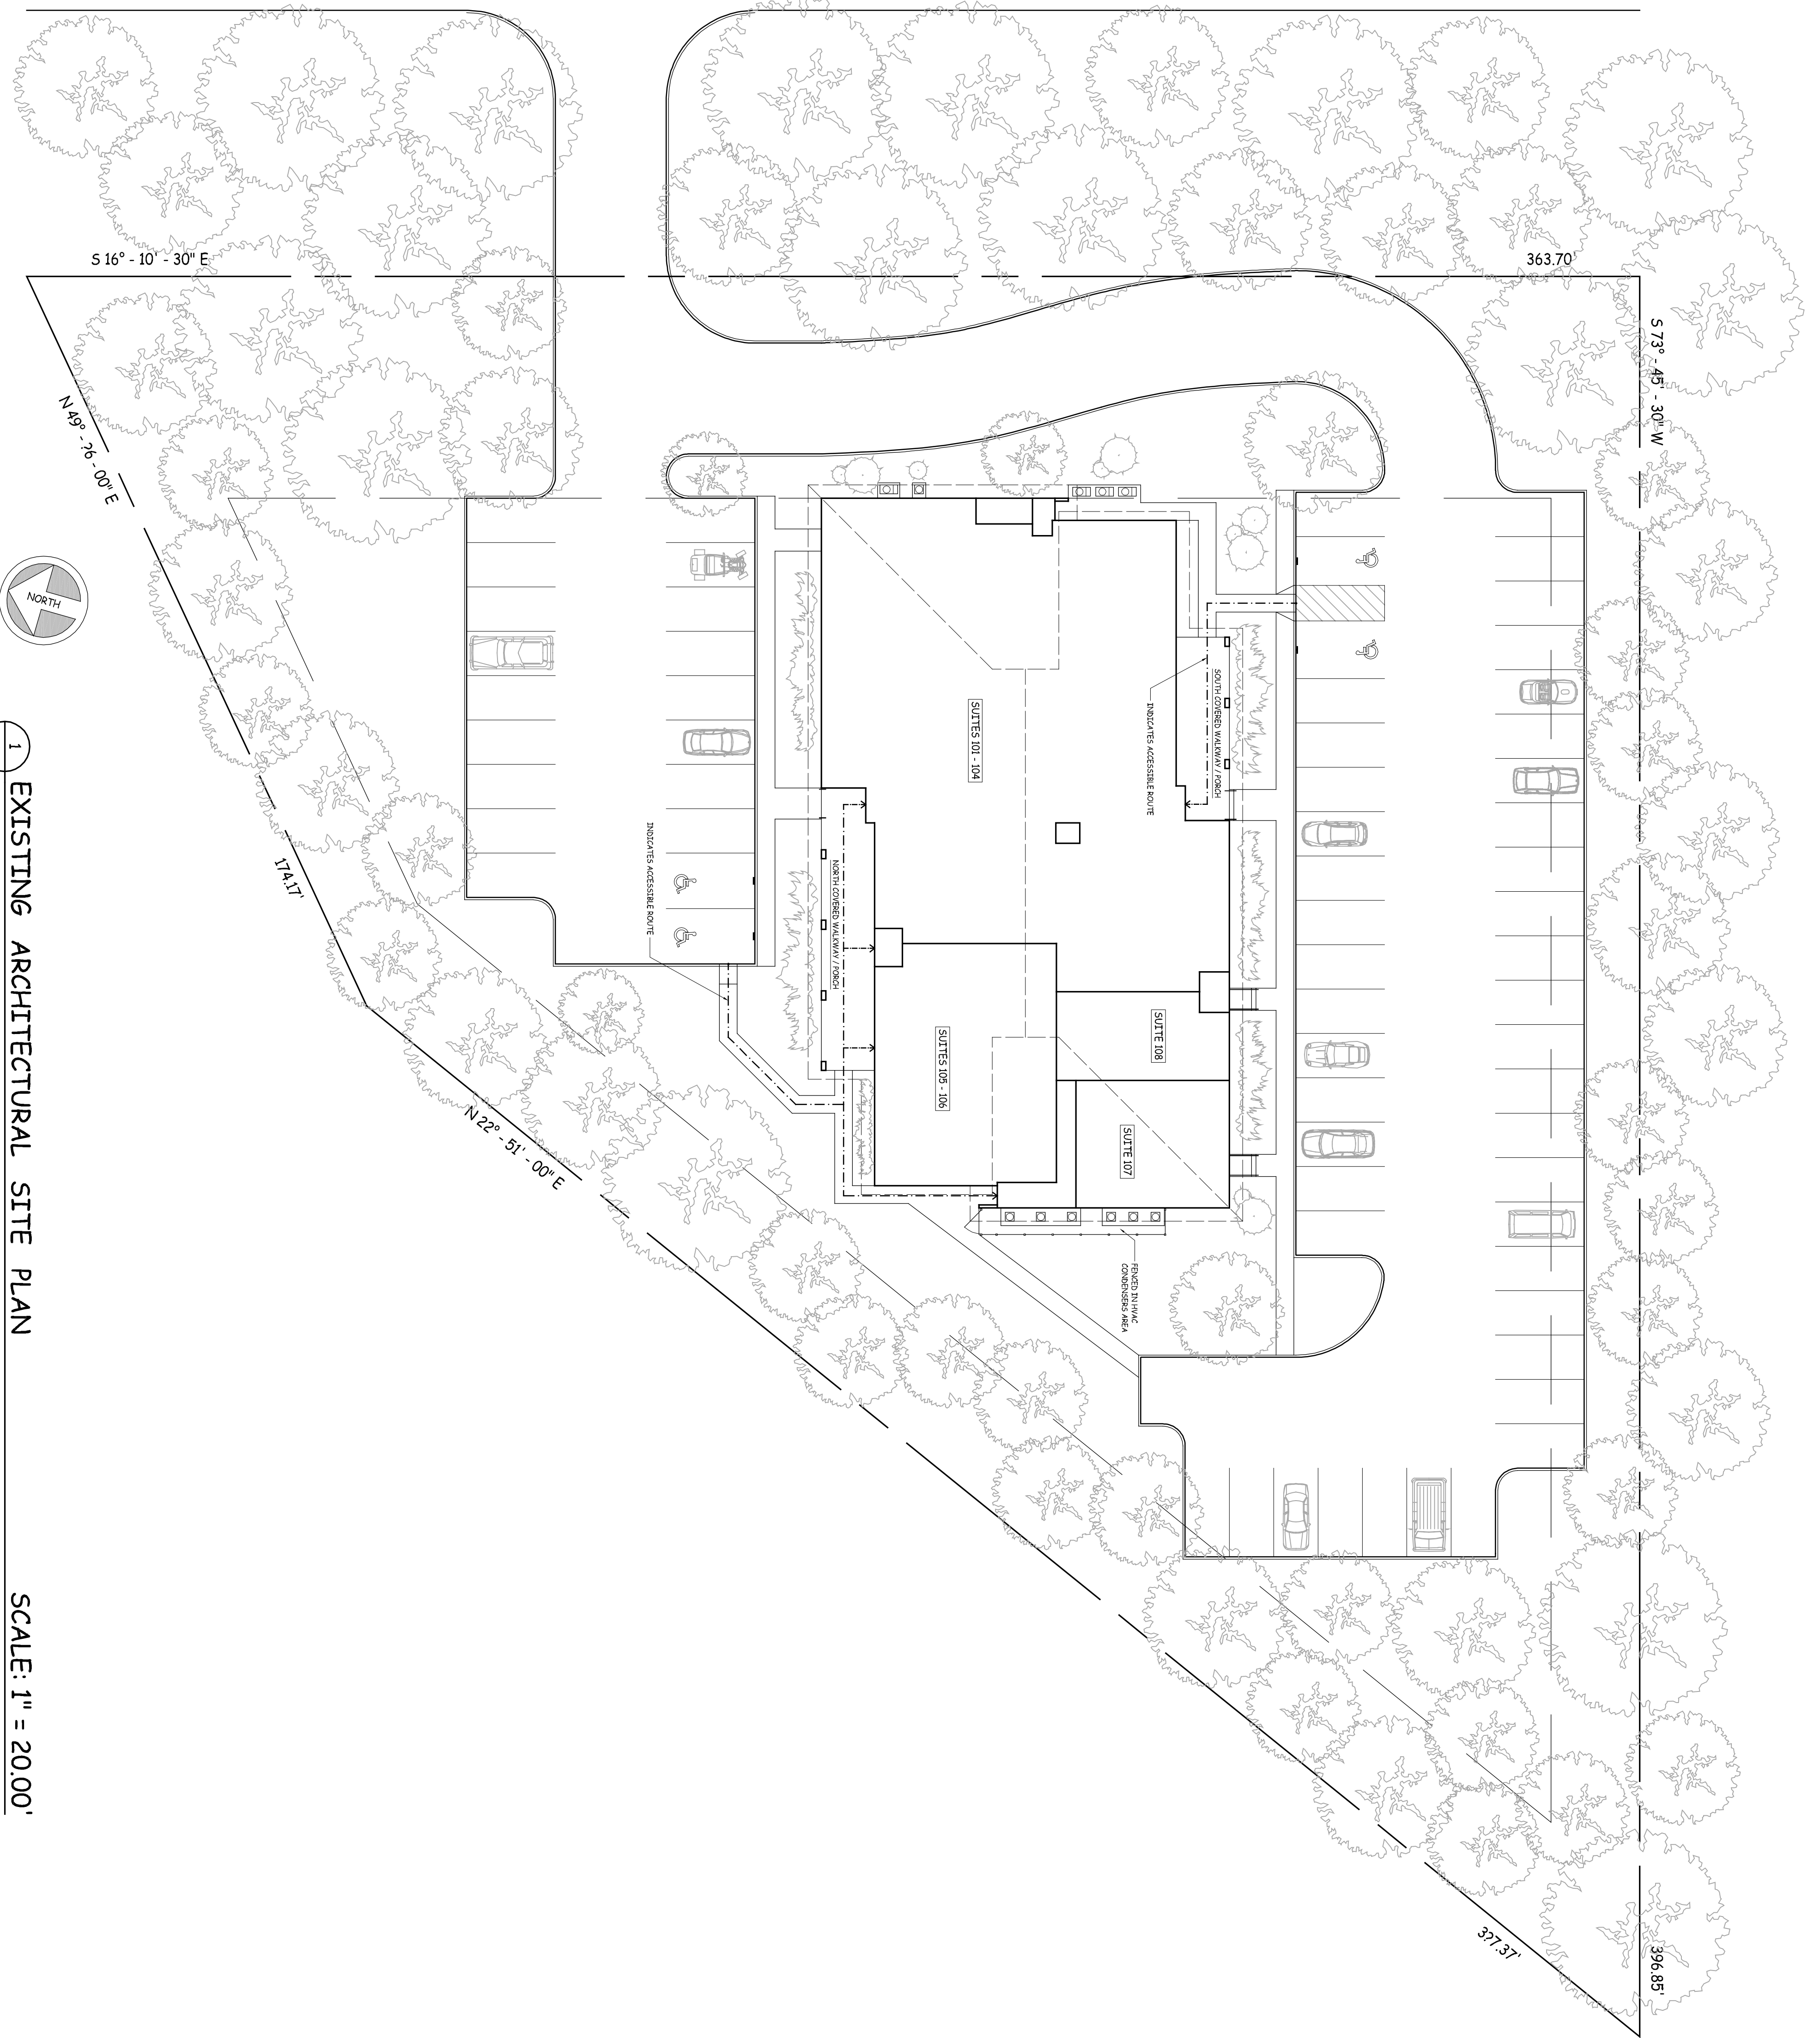 S 16° - 10' - 30" E
363.70'
S 73° - 45' - 30" W
396.85'
N 49° - ?6 - 00" E
174.17'
N 22° - 51' - 00" E
3?7.37'
NORTH
SUITES 101 - 104
SOUTH COVERED WALKWAY / PORCH
INDICATES ACCESSIBLE ROUTE
INDICATES ACCESSIBLE ROUTE
NORTH COVERED WALKWAY / PORCH
SUITES 105 - 106
SUITE 108
SUITE 107
FENCED IN HVAC
CONDENSERS AREA
1
EXISTING ARCHITECTURAL SITE PLAN
SCALE: 1" = 20.00'